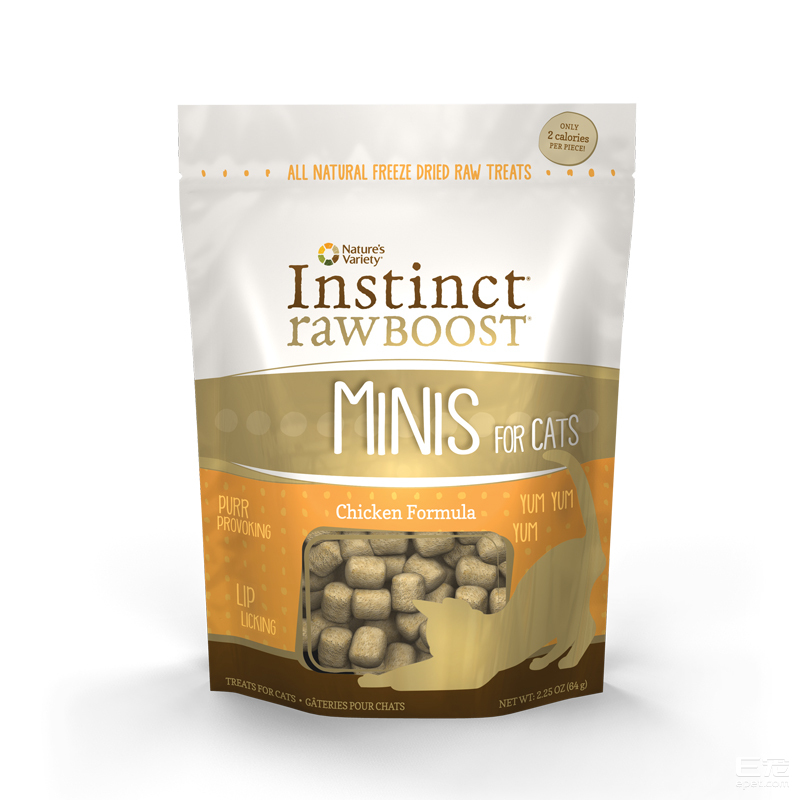 ONLY
2 calories
PER PIECE!
ALL NATURAL FREEZE DRIED RAW TREATS
Nature's
Variety
Instinct
rawBOOST
MINIS FOR CATS
Chicken Formula
PURR
PROVOKING
YUM YUM
YUM
LIP
LICKING
TREATS FOR CATS • GÂTERIES POUR CHATS
NET WT: 2.25 OZ (64 g)